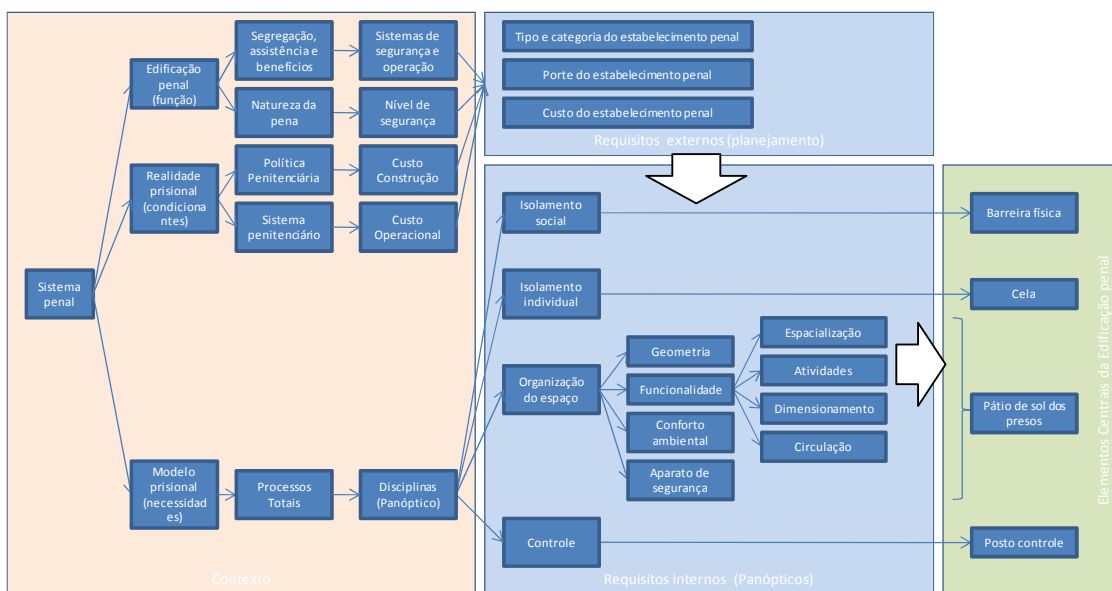 Sistema
penal
Edificação
penal
(função)
Realidade
prisional
(condiciona
ntes)
Modelo
prisional
(necessidad
es)
Segregação,
assistência e
benefícios
Natureza da
pena
Política
Penitenciária
Sistema
penitenciário
Processos
Totais
Sistemas de
segurança e
operação
Nível de
segurança
Custo
Construção
Custo
Operacional
Disciplinas
(Panóptico)
Contexto
Tipo e categoria do estabelecimento penal
Porte do estabelecimento penal
Custo do estabelecimento penal
Requisitos externos (planejamento)
Isolamento
social
Isolamento
individual
Organização
do espaço
Controle
Geometria
Funcionalidade
Conforto
ambiental
Aparato de
segurança
Espacialização
Atividades
Dimensionamento
Circulação
Requisitos internos (Panópticos)
Barreira física
Cela
Pátio de sol dos
presos
Posto controle
Elementos Centrais da Edificação penal